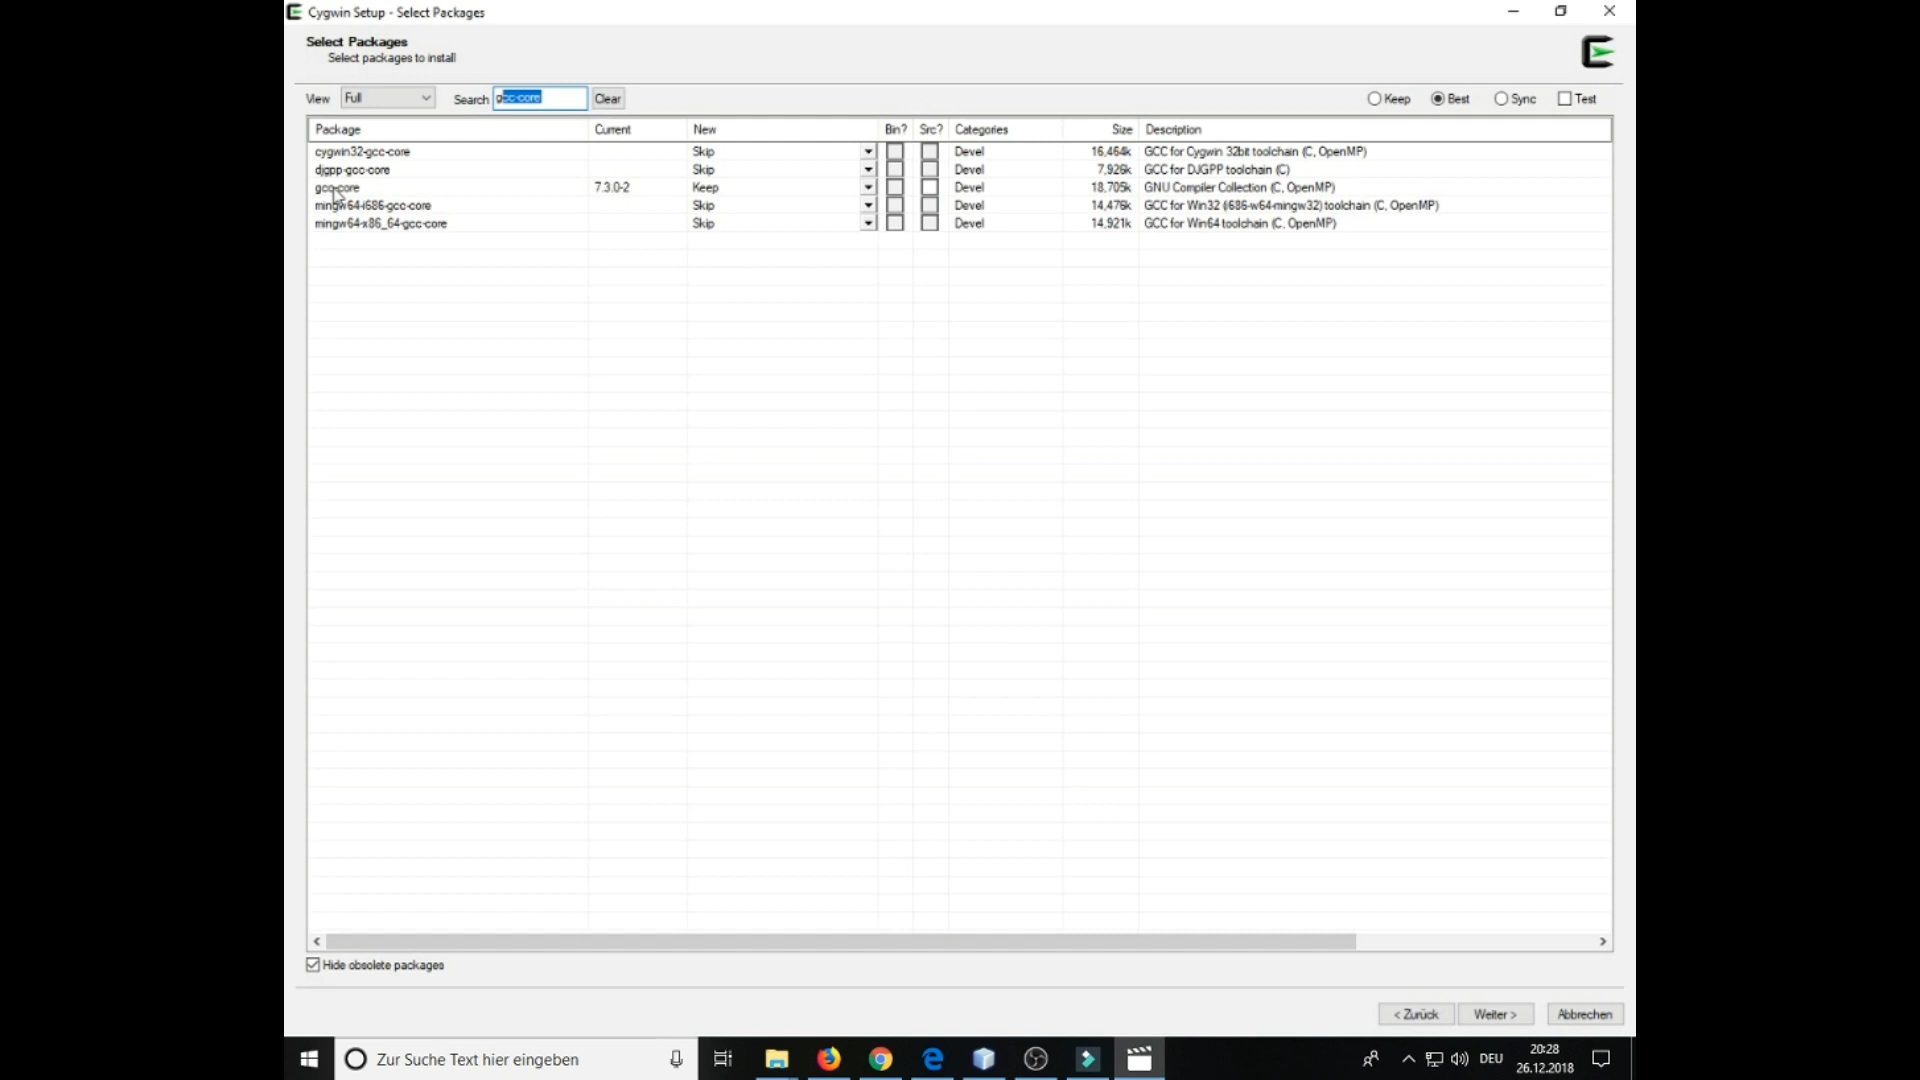 Cygwin Setup - Select Packages
Select Packages
Select packages to install
View Full Search gcc-core Clear Keep Best Sync Test
Package Current New Bin? Src? Categories Size Description
cygwin32-gcc-core Skip Devel 16,464k GCC for Cygwin 32bit toolchain (C, OpenMP)
djgpp-gcc-core Skip Devel 7,926k GCC for DJGPP toolchain (C)
gcc-core 7.3.0-2 Keep Devel 18,705k GNU Compiler Collection (C, OpenMP)
mingw64-i686-gcc-core Skip Devel 14,476k GCC for Win32 (i686-w64-mingw32) toolchain (C, OpenMP)
mingw64-x86_64-gcc-core Skip Devel 14,921k GCC for Win64 toolchain (C, OpenMP)
Hide obsolete packages
< Zurück Weiter > Abbrechen
Zur Suche Text hier eingeben DEU 20:28
26.12.2018